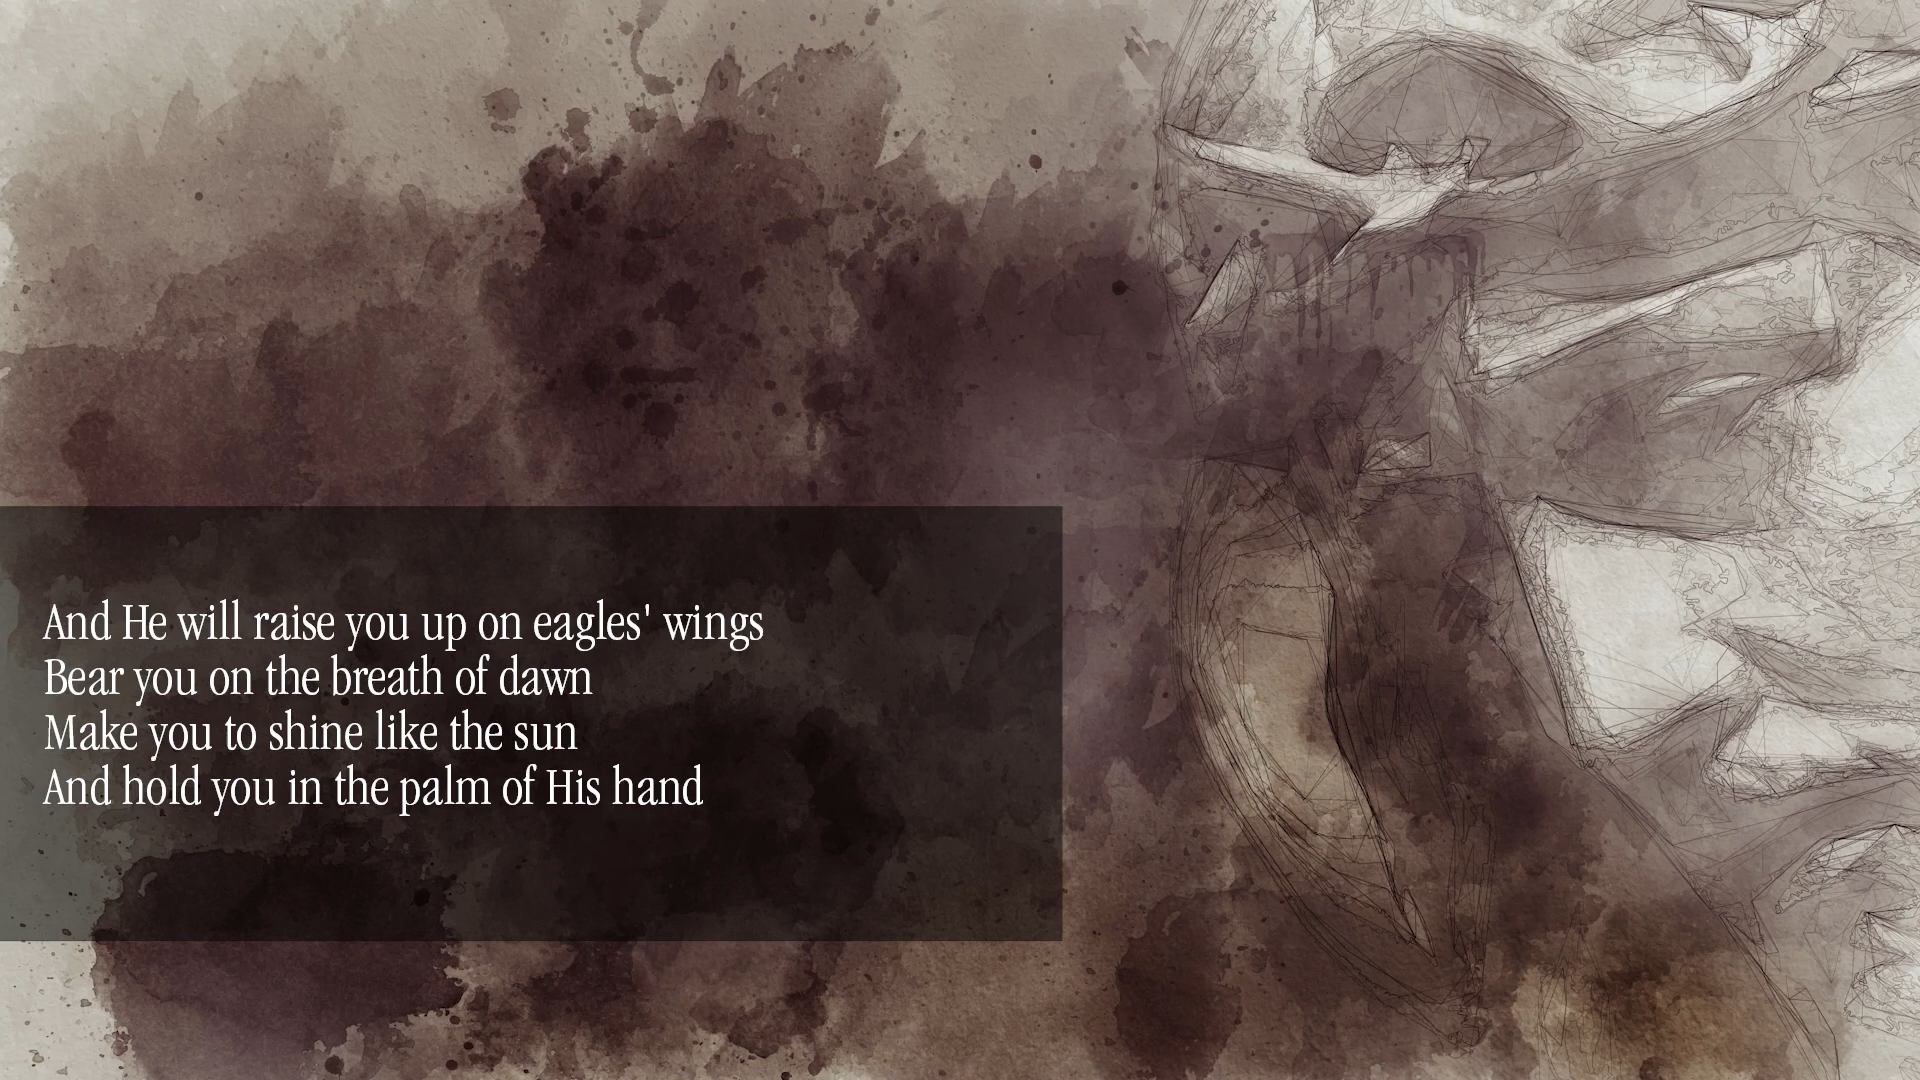 And He will raise you up on eagles' wings
Bear you on the breath of dawn
Make you to shine like the sun
And hold you in the palm of His hand